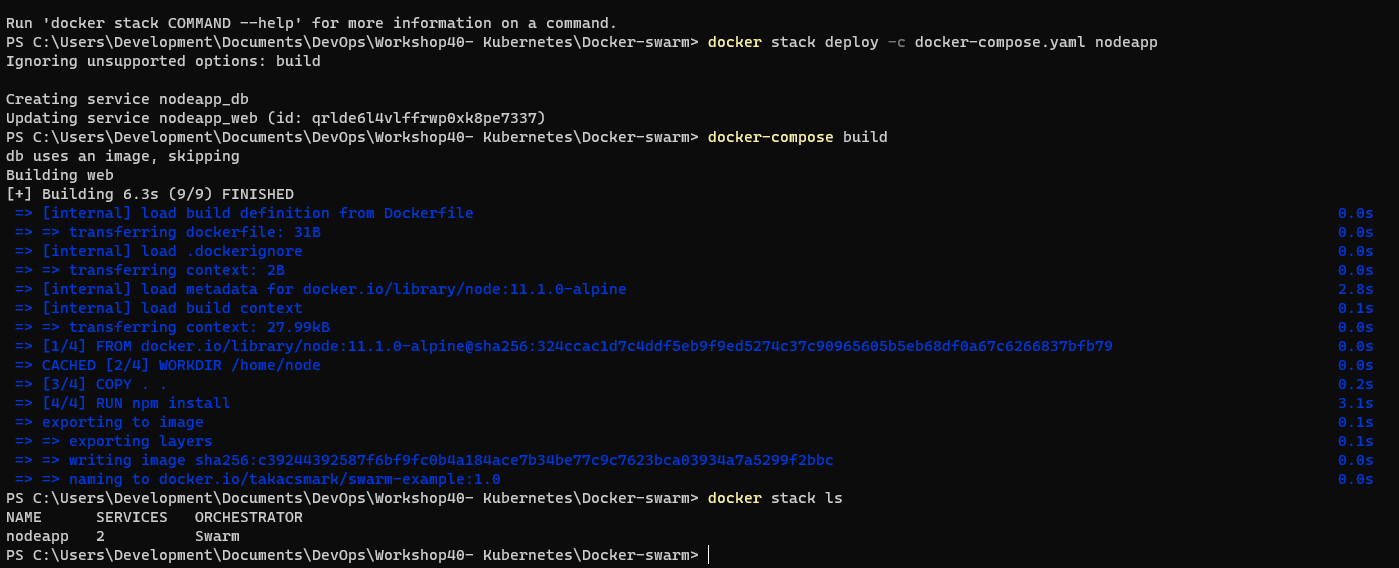 Run 'docker stack COMMAND --help' for more information on a command.
PS C:\Users\Development\Documents\DevOps\Workshop40- Kubernetes\Docker-swarm> docker stack deploy -c docker-compose.yaml nodeapp
Ignoring unsupported options: build
Creating service nodeapp_db
Updating service nodeapp_web (id: qrlde6l4vlffrwp0xk8pe7337)
PS C:\Users\Development\Documents\DevOps\Workshop40- Kubernetes\Docker-swarm> docker-compose build
db uses an image, skipping
Building web
[+] Building 6.3s (9/9) FINISHED
=> [internal] load build definition from Dockerfile 0.0s
=> => transferring dockerfile: 31B 0.0s
=> [internal] load .dockerignore 0.0s
=> => transferring context: 2B 0.0s
=> [internal] load metadata for docker.io/library/node:11.1.0-alpine 2.8s
=> [internal] load build context 0.1s
=> => transferring context: 27.99kB 0.0s
=> [1/4] FROM docker.io/library/node:11.1.0-alpine@sha256:324ccac1d7c4ddf5eb9f9ed5274c37c90965605b5eb68df0a67c6266837bfb79 0.0s
=> CACHED [2/4] WORKDIR /home/node 0.0s
=> [3/4] COPY . . 0.2s
=> [4/4] RUN npm install 3.1s
=> exporting to image 0.1s
=> => exporting layers 0.1s
=> => writing image sha256:c39244392587f6bf9fc0b4a184ace7b34be77c9c7623bca03934a7a5299f2bbc 0.0s
=> => naming to docker.io/takacsmark/swarm-example:1.0 0.0s
PS C:\Users\Development\Documents\DevOps\Workshop40- Kubernetes\Docker-swarm> docker stack ls
NAME SERVICES ORCHESTRATOR
nodeapp 2 Swarm
PS C:\Users\Development\Documents\DevOps\Workshop40- Kubernetes\Docker-swarm>